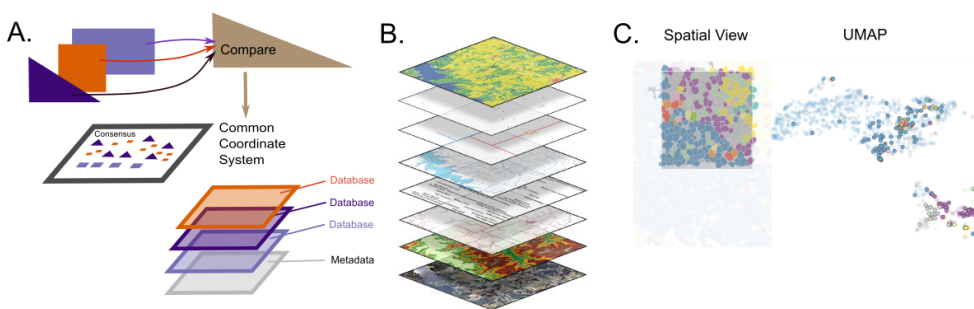 A.
Compare
Consensus
Common
Coordinate
System
Database
Database
Database
Metadata
B.
C.
Spatial View
UMAP